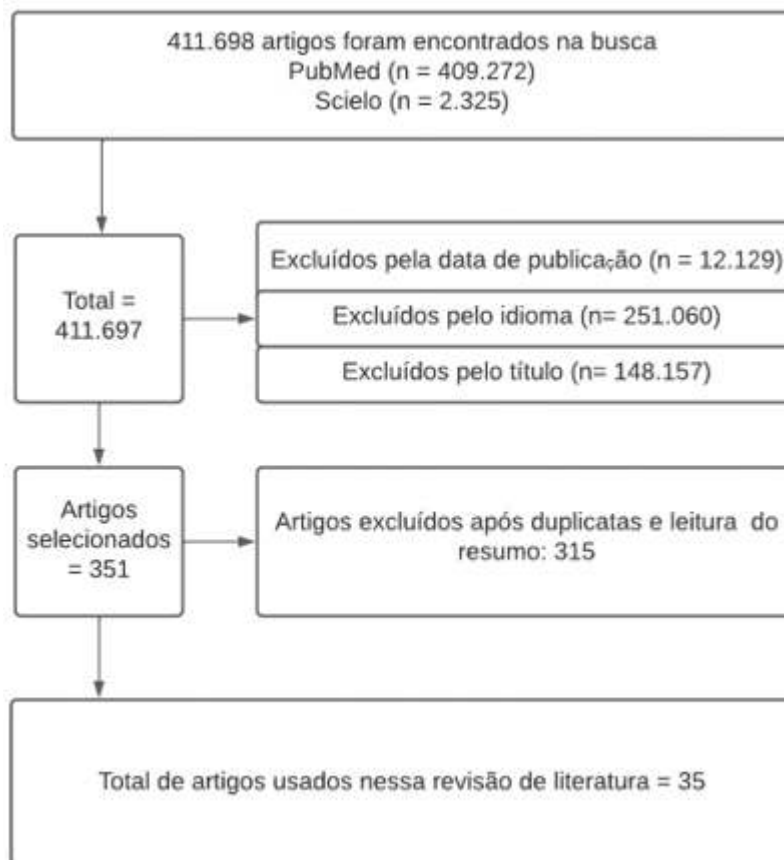 411.698 artigos foram encontrados na busca
PubMed (n = 409.272)
Scielo (n = 2.325)
Total =
411.697
Excluídos pela data de publicação (n = 12.129)
Excluídos pelo idioma (n= 251.060)
Excluídos pelo título (n= 148.157)
Artigos
selecionados
= 351
Artigos excluídos após duplicatas e leitura do
resumo: 315
Total de artigos usados nessa revisão de literatura = 35